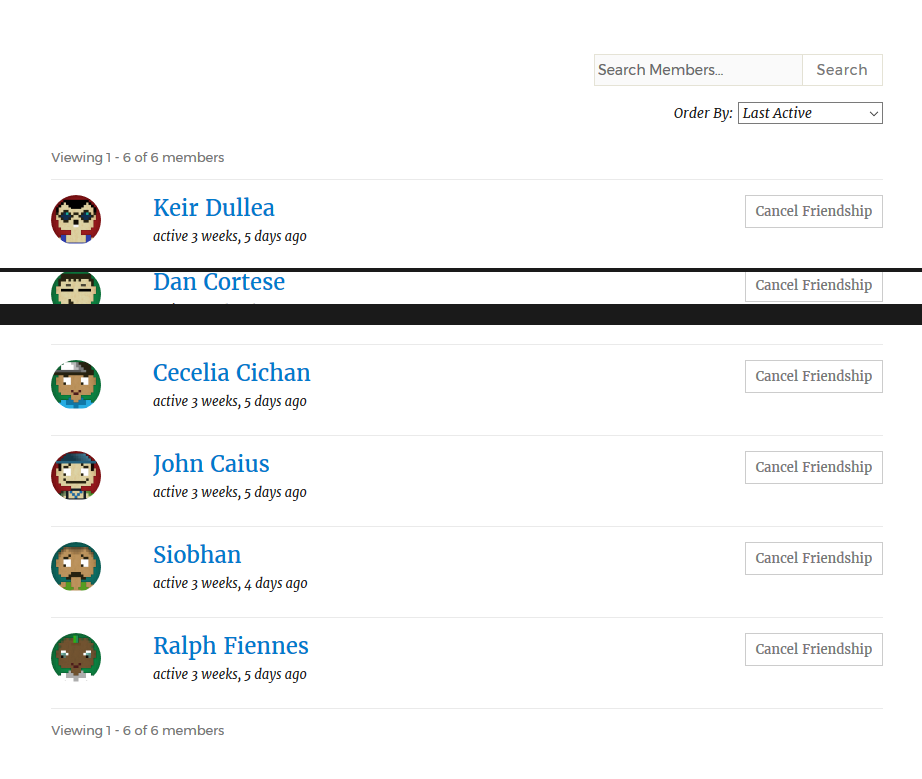 Search Members...
Search
Order By: Last Active
Viewing 1 - 6 of 6 members
Keir Dullea
Cancel Friendship
active 3 weeks, 5 days ago
Dan Cortese
Cancel Friendship
Cecelia Cichan
Cancel Friendship
active 3 weeks, 5 days ago
John Caius
Cancel Friendship
active 3 weeks, 5 days ago
Siobhan
Cancel Friendship
active 3 weeks, 4 days ago
Ralph Fiennes
Cancel Friendship
active 3 weeks, 5 days ago
Viewing 1 - 6 of 6 members